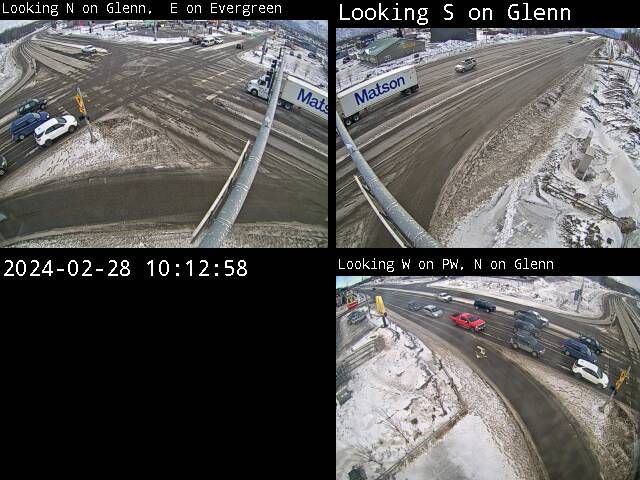 Looking N on Glenn, E on Evergreen
Looking S on Glenn
Mats
Matson
2024-02-28 10:12:58
Looking W on PW, N on Glenn